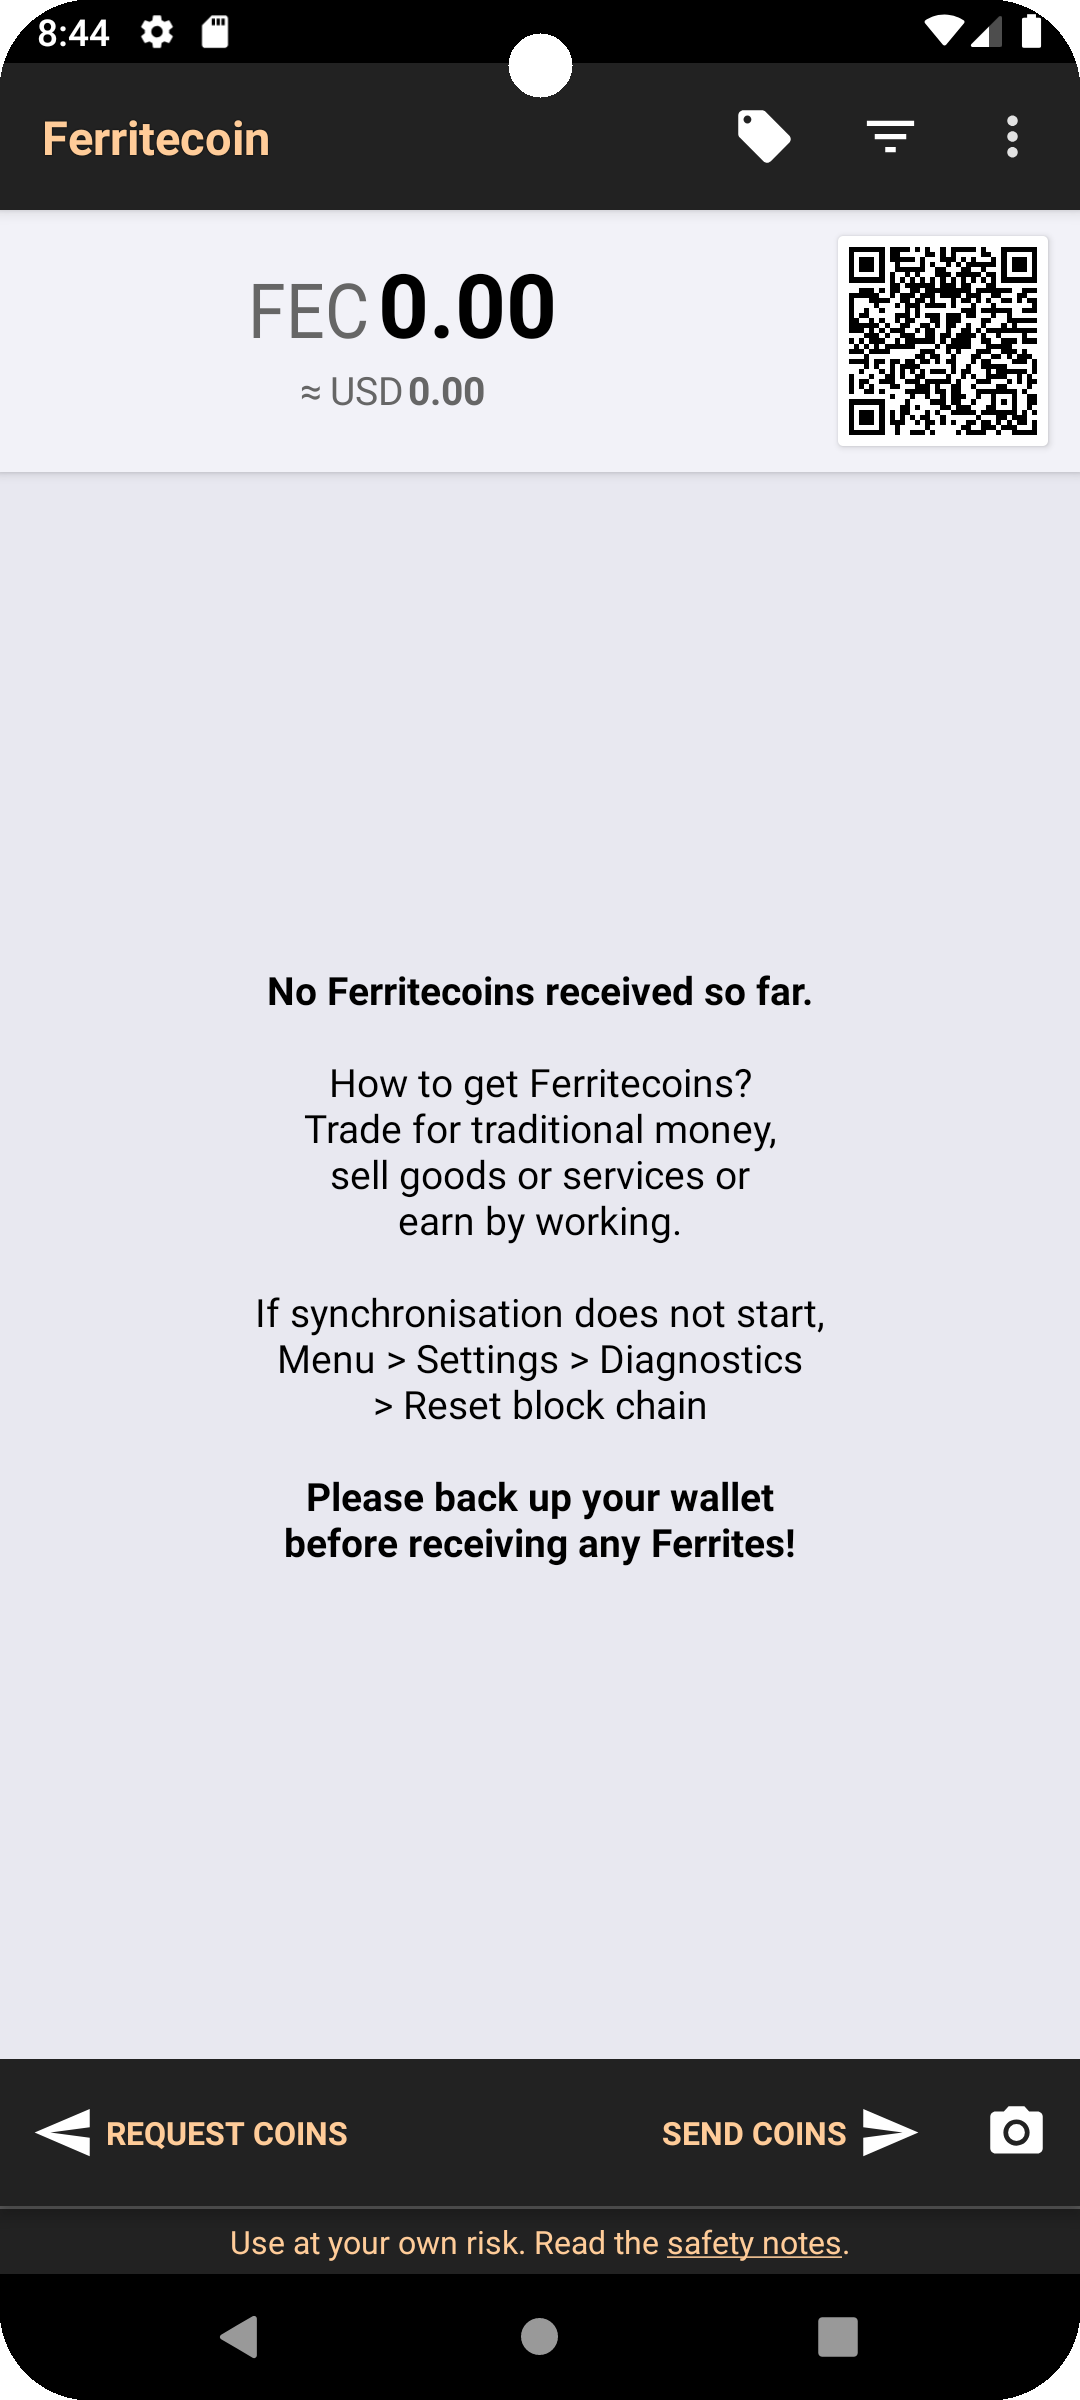 8:44
Ferritecoin
FEC 0.00
≈ USD 0.00
No Ferritecoins received so far.
How to get Ferritecoins?
Trade for traditional money,
sell goods or services or
earn by working.
If synchronisation does not start,
Menu > Settings > Diagnostics
> Reset block chain
Please back up your wallet
before receiving any Ferrites!
REQUEST COINS
SEND COINS
Use at your own risk. Read the safety notes.